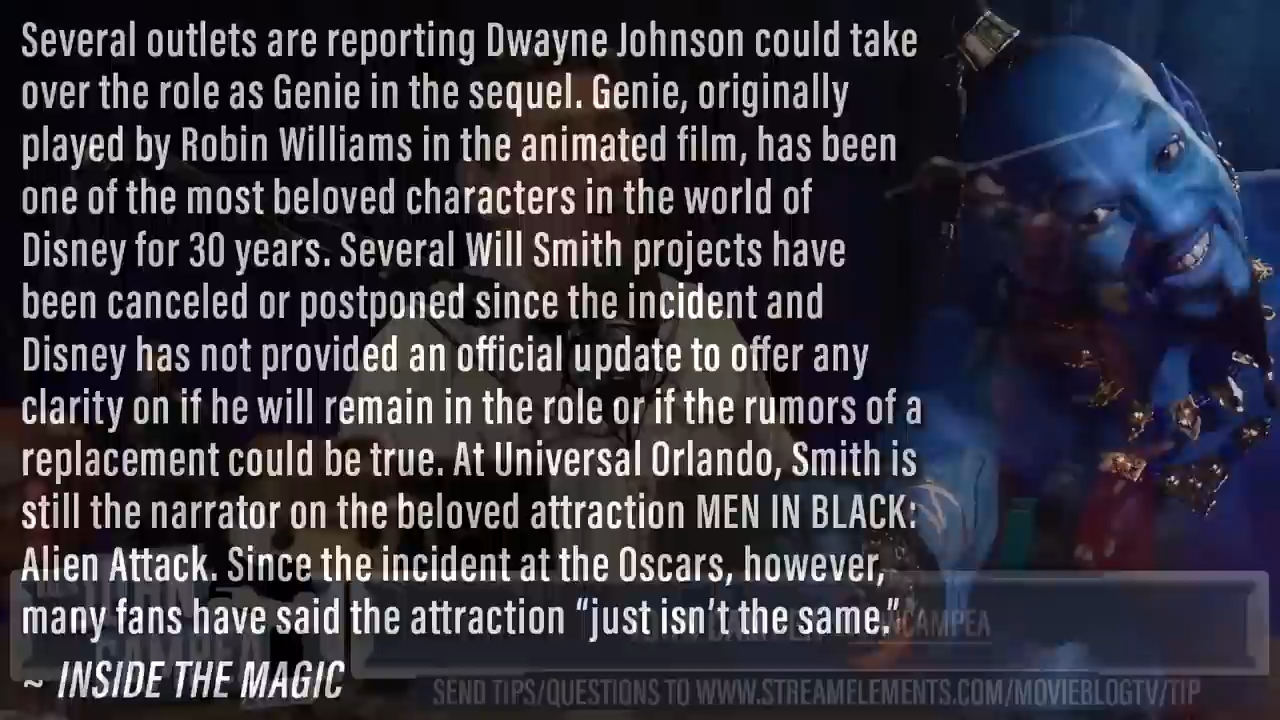 Several outlets are reporting Dwayne Johnson could take
over the role as Genie in the sequel. Genie, originally
played by Robin Williams in the animated film, has been
one of the most beloved characters in the world of
Disney for 30 years. Several Will Smith projects have
been canceled or postponed since the incident and
Disney has not provided an official update to offer any
clarity on if he will remain in the role or if the rumors of a
replacement could be true. At Universal Orlando, Smith is
still the narrator on the beloved attraction MEN IN BLACK:
Alien Attack. Since the incident at the Oscars, however,
many fans have said the attraction “just isn’t the same.”
~ INSIDE THE MAGIC
JOHN
CAMPEA
SEND TIPS/QUESTIONS TO WWW.STREAMELEMENTS.COM/MOVIEBLOGTV/TIP